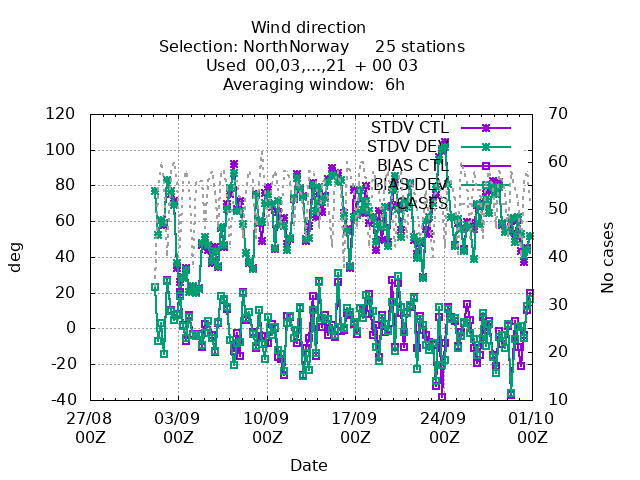 Wind direction
Selection: NorthNorway 25 stations
Used 00,03,...,21 + 00 03
Averaging window: 6h
120 70
100 60
80 50
60 40
40 30
20 20
0 10
-20
-40
STDV CTL
STDV DEV
BIAS CTL
BIAS DEV
CASES
deg
No cases
27/08 03/09 10/09 17/09 24/09 01/10
00Z 00Z 00Z 00Z 00Z 00Z
Date